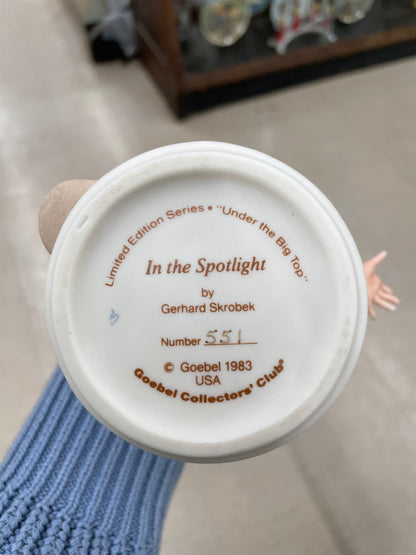 Limited Edition Series • "Under the Big Top"
In the Spotlight
by
Gerhard Skrobek
Number 551
© Goebel 1983
USA
Goebel Collectors' Club®